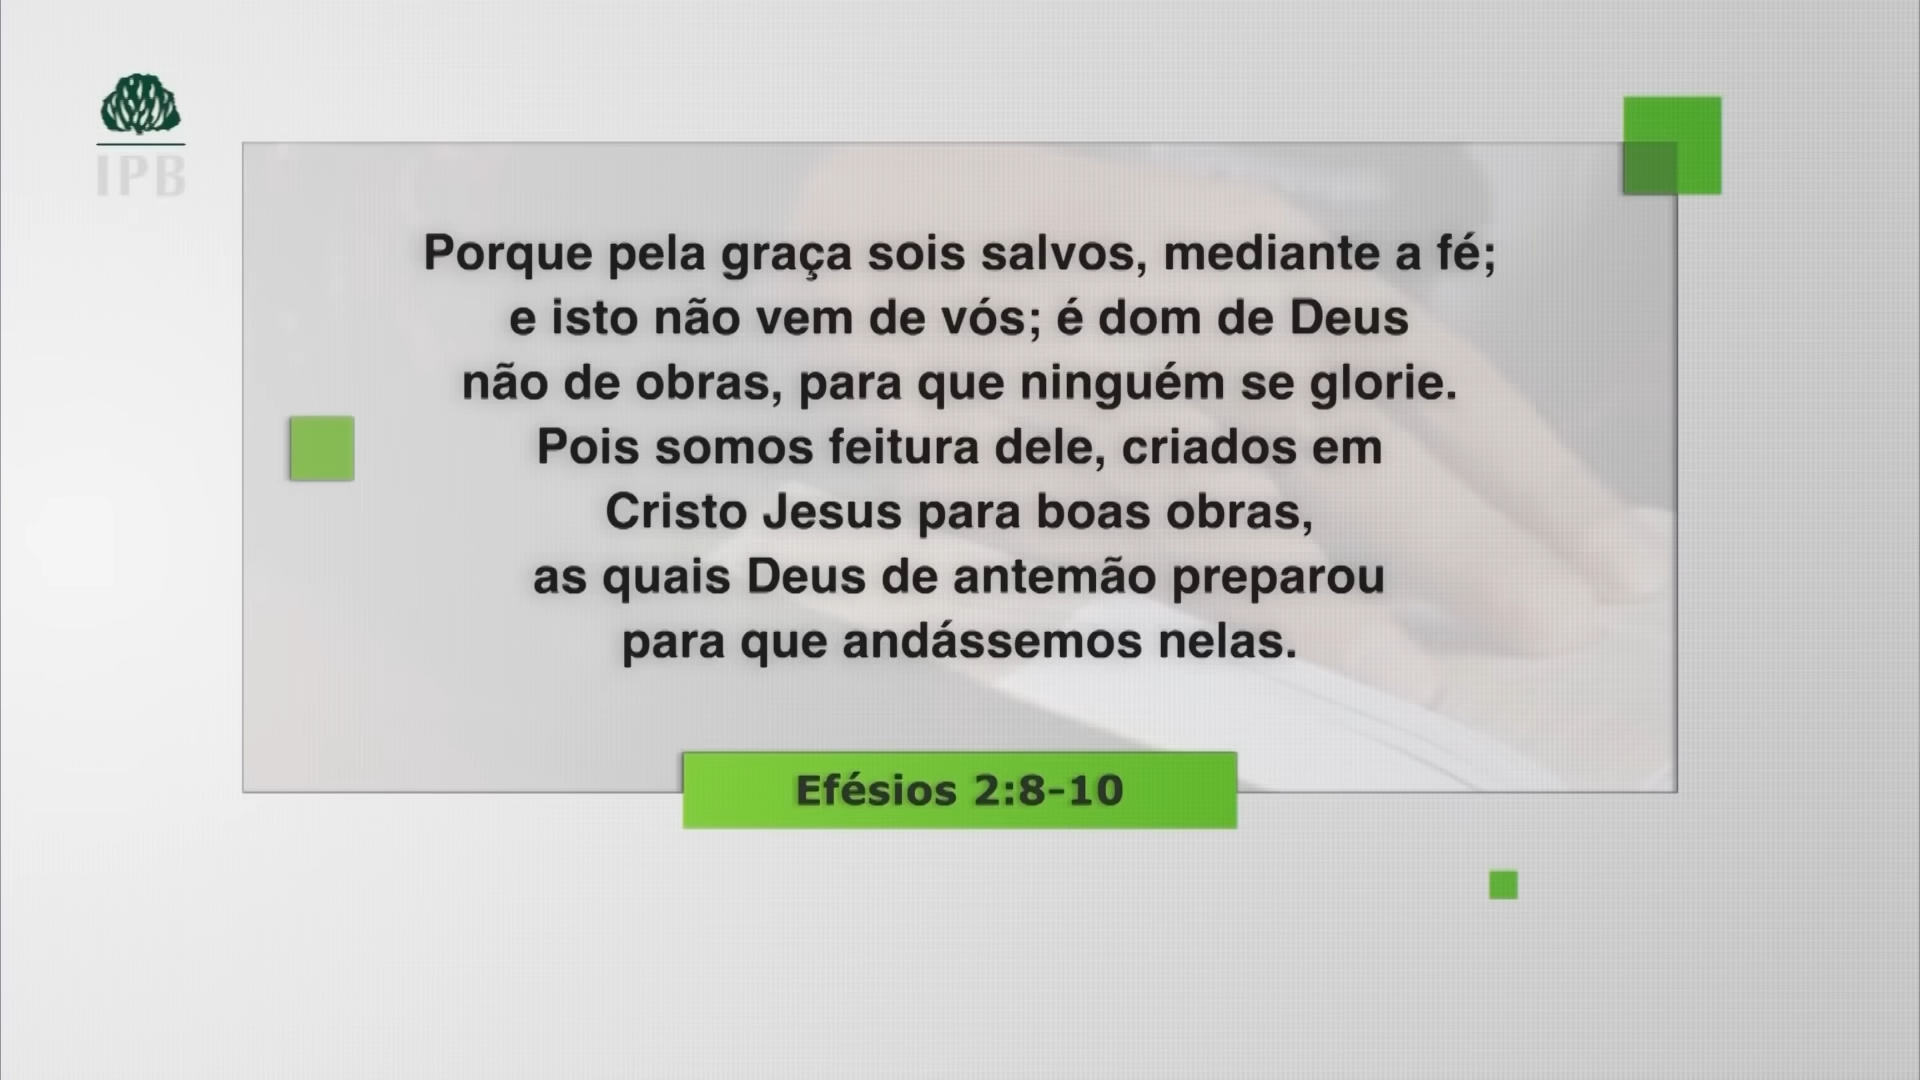 IPB
Porque pela graça sois salvos, mediante a fé;
e isto não vem de vós; é dom de Deus
não de obras, para que ninguém se glorie.
Pois somos feitura dele, criados em
Cristo Jesus para boas obras,
as quais Deus de antemão preparou
para que andássemos nelas.
Efésios 2:8-10